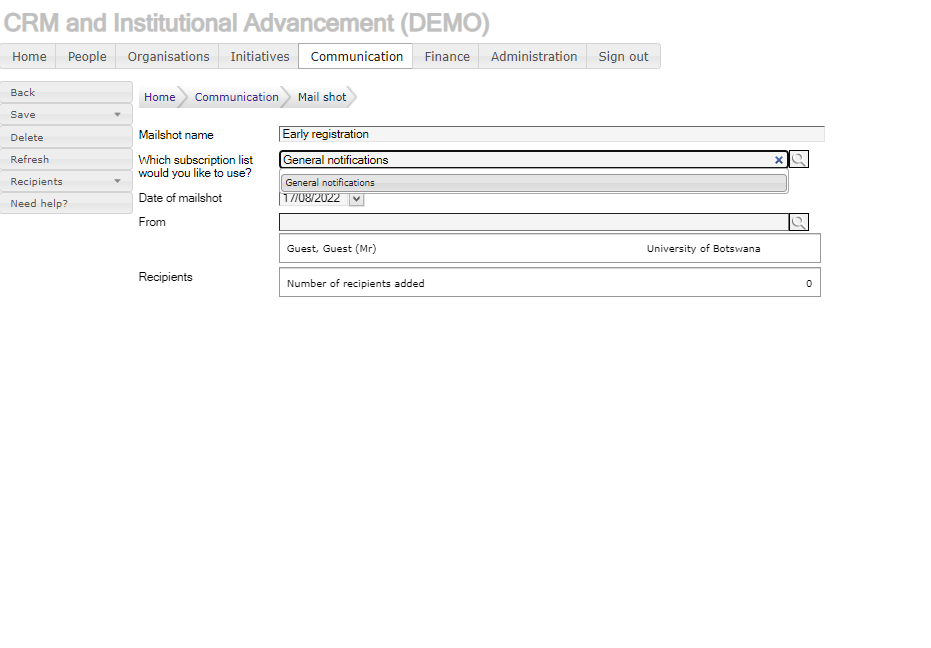 CRM and Institutional Advancement (DEMO)
Home People Organisations Initiatives Communication Finance Administration Sign out
Back
Save
Delete
Refresh
Recipients
Need help?
Home Communication Mail shot
Mailshot name Early registration
Which subscription list
would you like to use? General notifications
General notifications
Date of mailshot 17/08/2022
From
Guest, Guest (Mr) University of Botswana
Recipients Number of recipients added 0